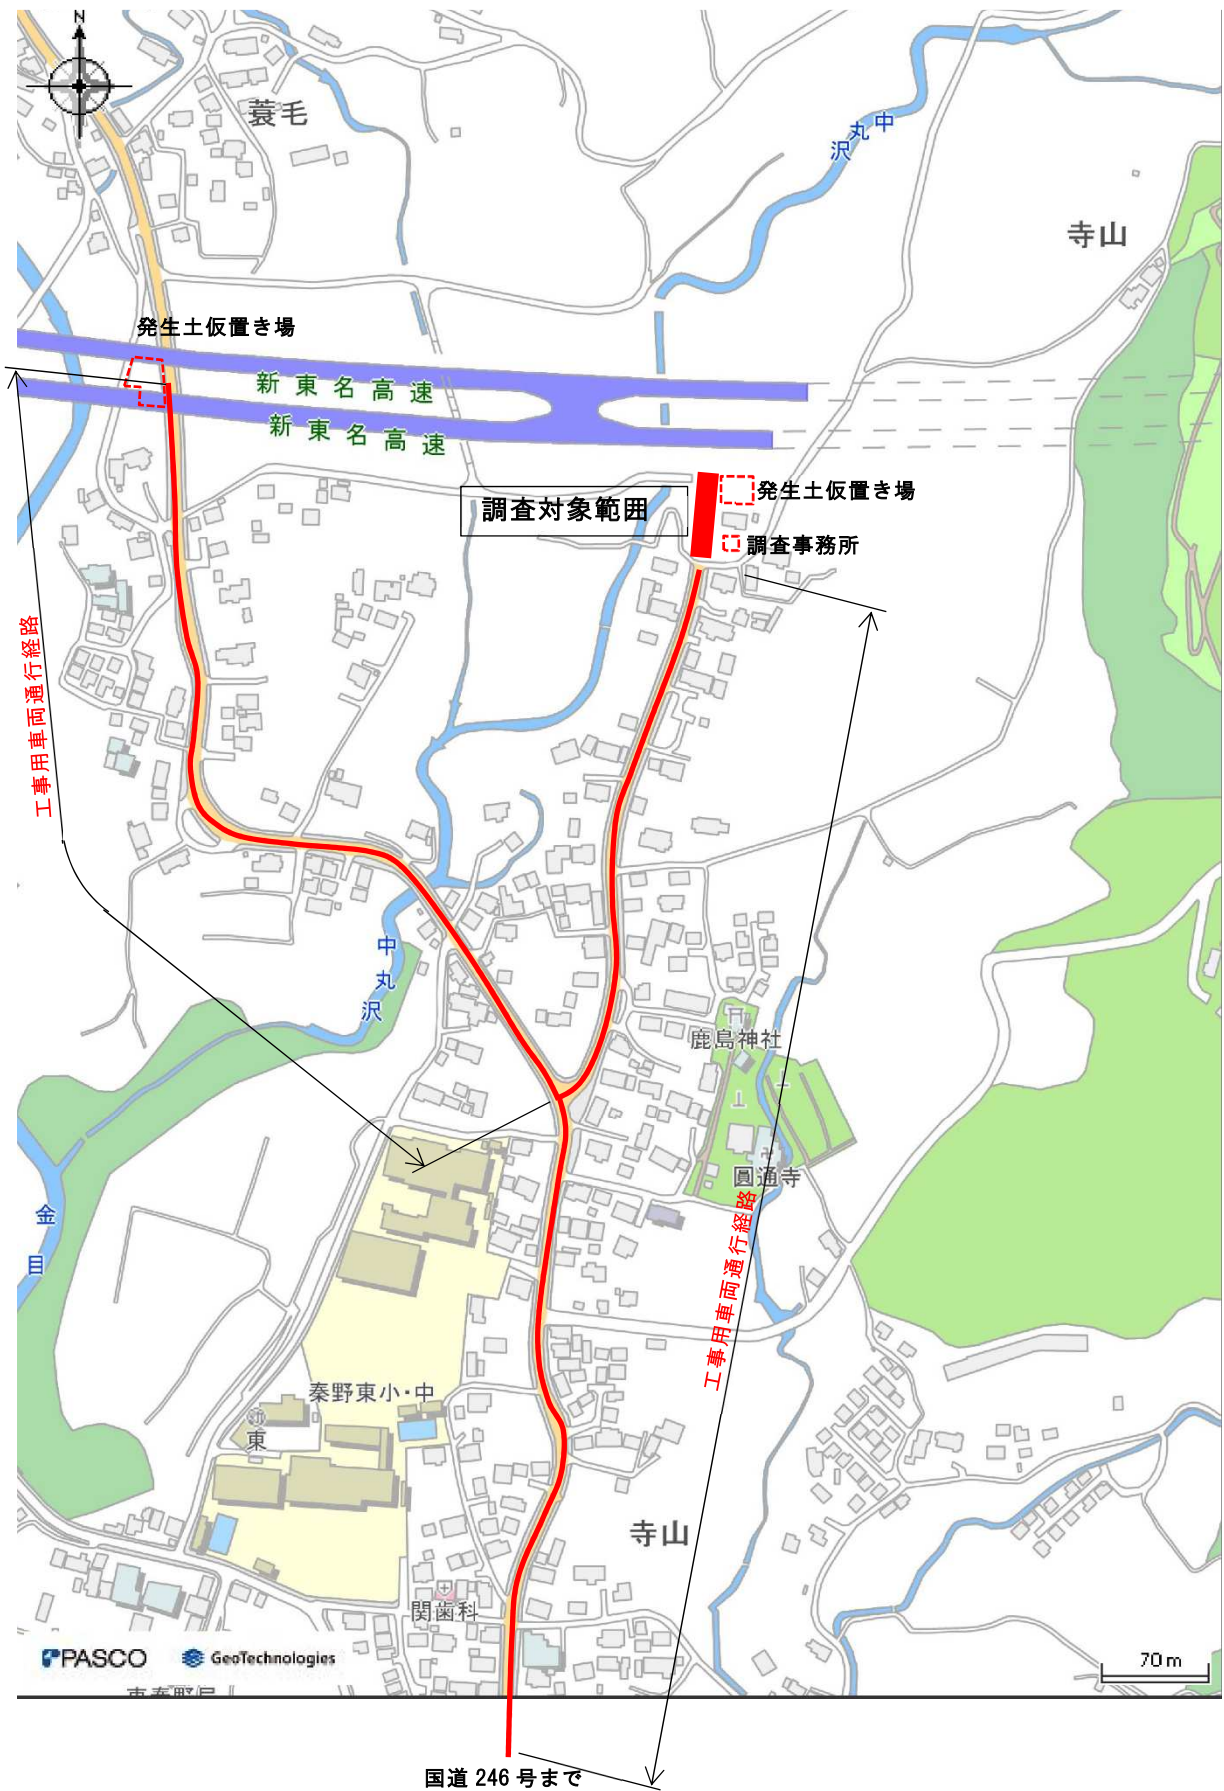 N
蓑毛
中丸沢
寺山
発生土仮置き場
新東名高速
新東名高速
発生土仮置き場
調査対象範囲
調査事務所
工事用車両通行経路
中丸沢
鹿島神社
圓通寺
金目
工事用車両通行経路
秦野東小・中
東
寺山
関歯科
PASCO
GeoTechnologies
70m
国道 246 号まで